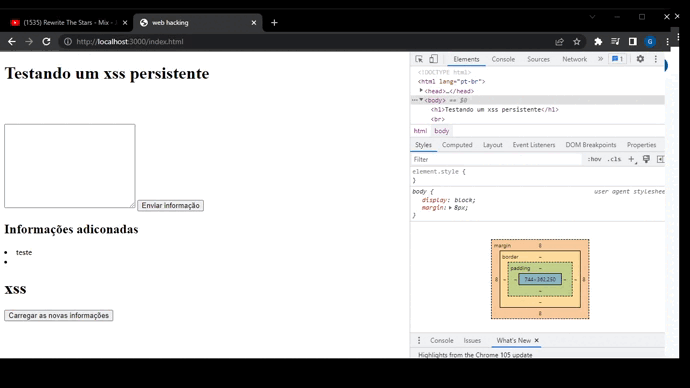 (1535) Rewrite The Stars - Mix -
web hacking
http://localhost:3000/index.html
G
Testando um xss persistente
Enviar informação
Informações adiconadas
teste
xss
Carregar as novas informações
Elements Console Sources Network » 1
<!DOCTYPE html>
<html lang="pt-br">
<head>…</head>
<body> == $0
<h1>Testando um xss persistente</h1>
<br>
html body
Styles Computed Layout Event Listeners DOM Breakpoints Properties
Filter :hov .cls +
element.style {
}
body { user agent styleshee
display: block;
margin: 8px;
}
margin 8
border -
padding -
8 - - 744×361.250 - - 8
-
-
8
Console Issues What's New
Highlights from the Chrome 105 update